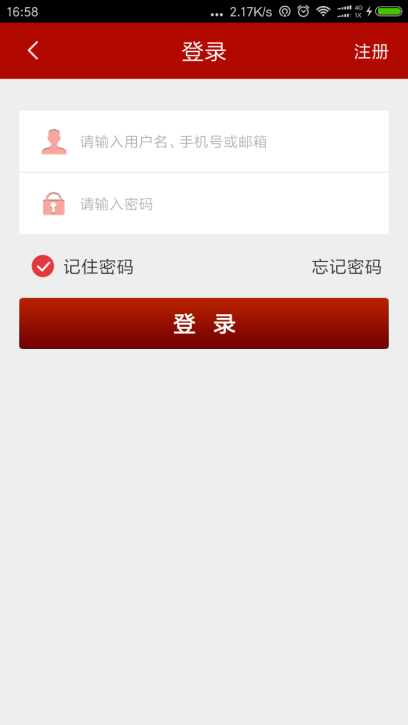 16:58
... 2.17K/s 4G 1X
登录
注册
请输入用户名、手机号或邮箱
请输入密码
记住密码
忘记密码
登 录